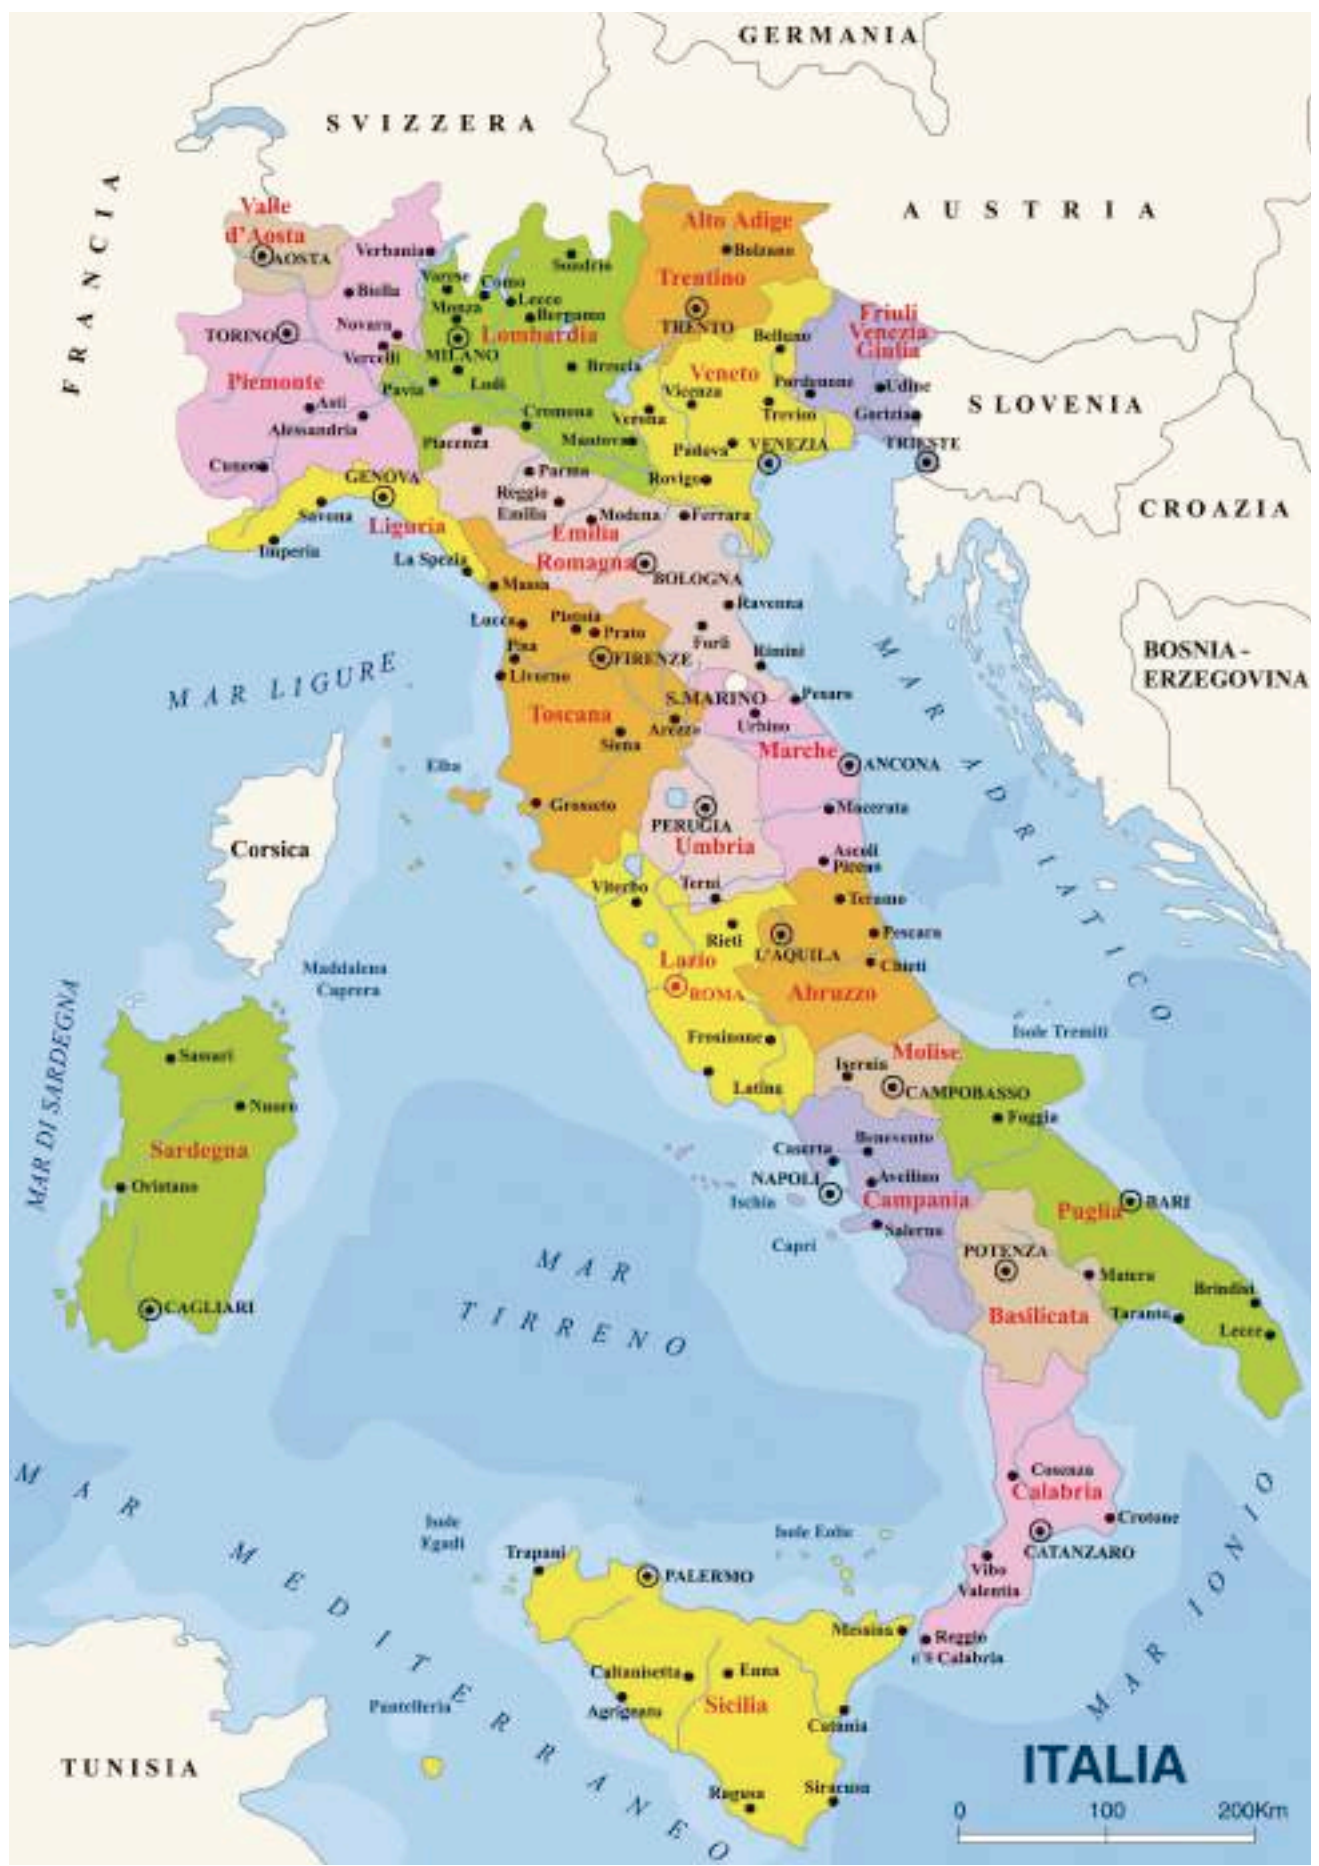 GERMANIA
SVIZZERA
AUSTRIA
FRANCIA
Valle
d'Aosta
AOSTA
Verbania
Alto Adige
Bolzano
Trentino
TRENTO
Sondrio
Varese
Como
Lecco
Biella
Monza
Bergamo
Novara
Lombardia
TORINO
Vercelli
MILANO
Brescia
Belluno
Friuli
Venezia
Giulia
Piemonte
Pavia
Lodi
Veneto
Pordenone
Udine
Vicenza
Asti
Cremona
Verona
Treviso
Gorizia
SLOVENIA
Alessandria
Piacenza
Mantova
Padova
VENEZIA
TRIESTE
Cuneo
GENOVA
Parma
Rovigo
Reggio
Emilia
Savona
Liguria
Modena
Ferrara
CROAZIA
Imperia
Emilia
Romagna
La Spezia
BOLOGNA
Massa
Ravenna
Lucca
Pistoia
Prato
Forlì
Pisa
FIRENZE
Rimini
BOSNIA -
ERZEGOVINA
MAR LIGURE
Livorno
S.MARINO
Pesaro
Toscana
Arezzo
Urbino
Siena
Marche
ANCONA
MAR ADRIATICO
Elba
Grosseto
Macerata
PERUGIA
Umbria
Corsica
Ascoli
Piceno
Viterbo
Terni
Teramo
Rieti
L'AQUILA
Pescara
Chieti
Lazio
ROMA
Abruzzo
Maddalena
Caprera
Frosinone
Isole Tremiti
Molise
Isernia
Latina
CAMPOBASSO
MAR DI SARDEGNA
Sassari
Nuoro
Foggia
Sardegna
Benevento
Caserta
Oristano
NAPOLI
Avellino
Ischia
Campania
Puglia
BARI
Capri
Salerno
POTENZA
Matera
Brindisi
CAGLIARI
Basilicata
Taranto
Lecce
MAR
TIRRENO
Cosenza
Calabria
Crotone
CATANZARO
Vibo
Valentia
MAR IONIO
MAR MEDITERRANEO
Isole
Egadi
Isole Eolie
Trapani
PALERMO
Messina
Reggio
Calabria
Caltanisetta
Enna
Sicilia
Agrigento
Catania
Pantelleria
TUNISIA
Ragusa
Siracusa
ITALIA
0 100 200Km